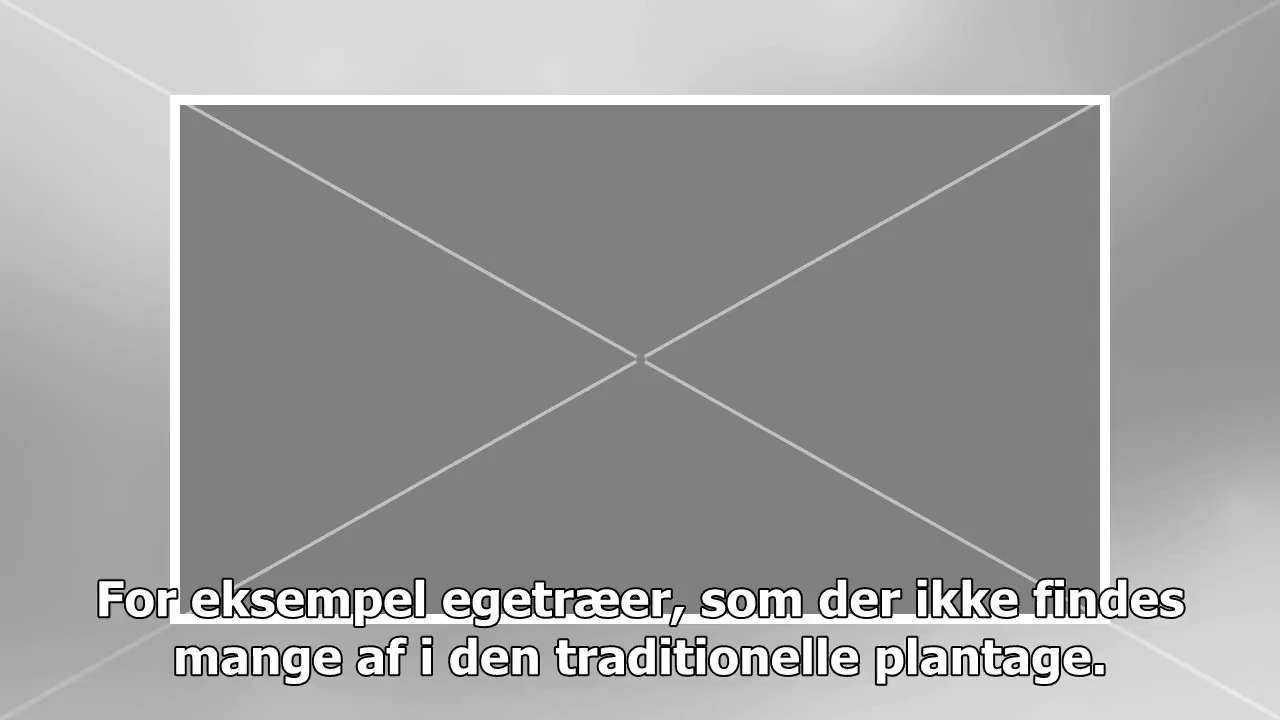 For eksempel egetræer, som der ikke findes
mange af i den traditionelle plantage.